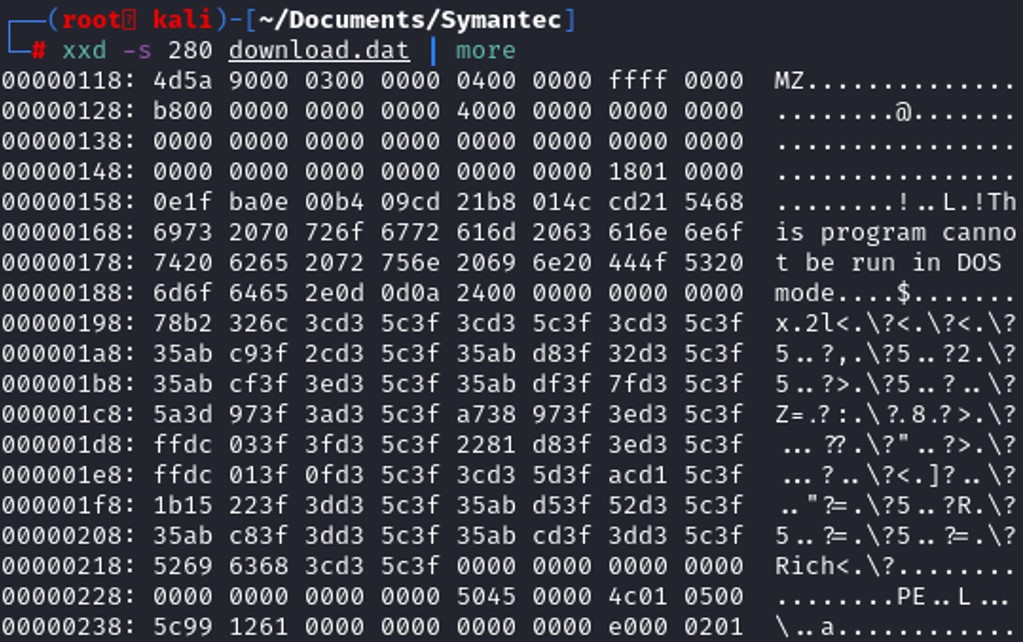 ┌──(root kali)-[~/Documents/Symantec]
└─# xxd -s 280 download.dat | more
00000118: 4d5a 9000 0300 0000 0400 0000 ffff 0000  MZ..............
00000128: b800 0000 0000 0000 4000 0000 0000 0000  ........@.......
00000138: 0000 0000 0000 0000 0000 0000 0000 0000  ................
00000148: 0000 0000 0000 0000 0000 0000 1801 0000  ................
00000158: 0e1f ba0e 00b4 09cd 21b8 014c cd21 5468  ........!..L.!Th
00000168: 6973 2070 726f 6772 616d 2063 616e 6e6f  is program canno
00000178: 7420 6265 2072 756e 2069 6e20 444f 5320  t be run in DOS
00000188: 6d6f 6465 2e0d 0d0a 2400 0000 0000 0000  mode....$.......
00000198: 78b2 326c 3cd3 5c3f 3cd3 5c3f 3cd3 5c3f  x.2l<.\?<.\?<.\?
000001a8: 35ab c93f 2cd3 5c3f 35ab d83f 32d3 5c3f  5..?,.\?5..?2.\?
000001b8: 35ab cf3f 3ed3 5c3f 35ab df3f 7fd3 5c3f  5..?>.\?5..?..\?
000001c8: 5a3d 973f 3ad3 5c3f a738 973f 3ed3 5c3f  Z=.?:.\?.8.?>.\?
000001d8: ffdc 033f 3fd3 5c3f 2281 d83f 3ed3 5c3f  ...??.\?"..?>.\?
000001e8: ffdc 013f 0fd3 5c3f 3cd3 5d3f acd1 5c3f  ...?..\?<.]?..\?
000001f8: 1b15 223f 3dd3 5c3f 35ab d53f 52d3 5c3f  .."?=.\?5..?R.\?
00000208: 35ab c83f 3dd3 5c3f 35ab cd3f 3dd3 5c3f  5..?=.\?5..?=.\?
00000218: 5269 6368 3cd3 5c3f 0000 0000 0000 0000  Rich<.\?........
00000228: 0000 0000 0000 0000 5045 0000 4c01 0500  ........PE..L...
00000238: 5c99 1261 0000 0000 0000 0000 e000 0201  \..a............